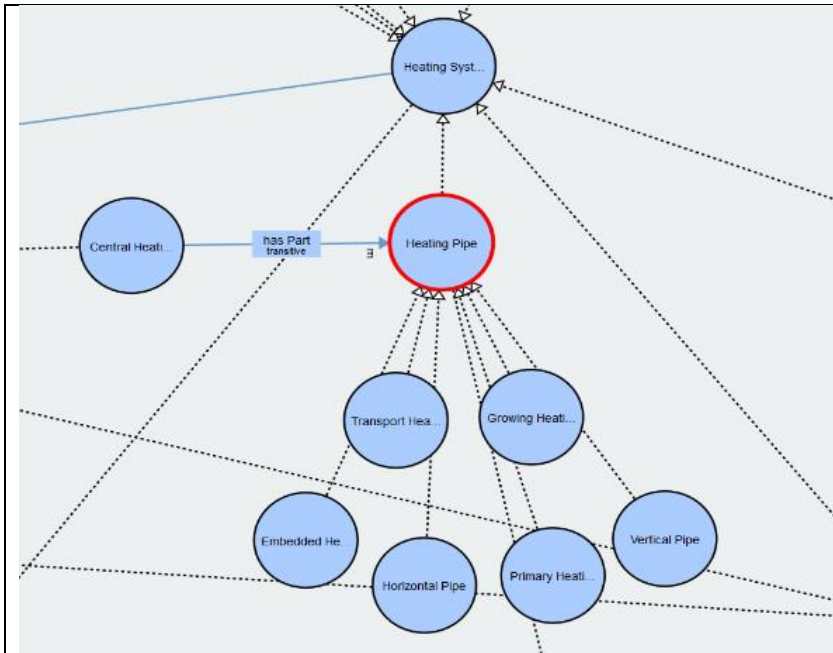 Heating Syst...
has Part
transitive
Central Heati...
∃
Heating Pipe
Transport Hea...
Growing Heati...
Embedded He...
Horizontal Pipe
Primary Heati...
Vertical Pipe